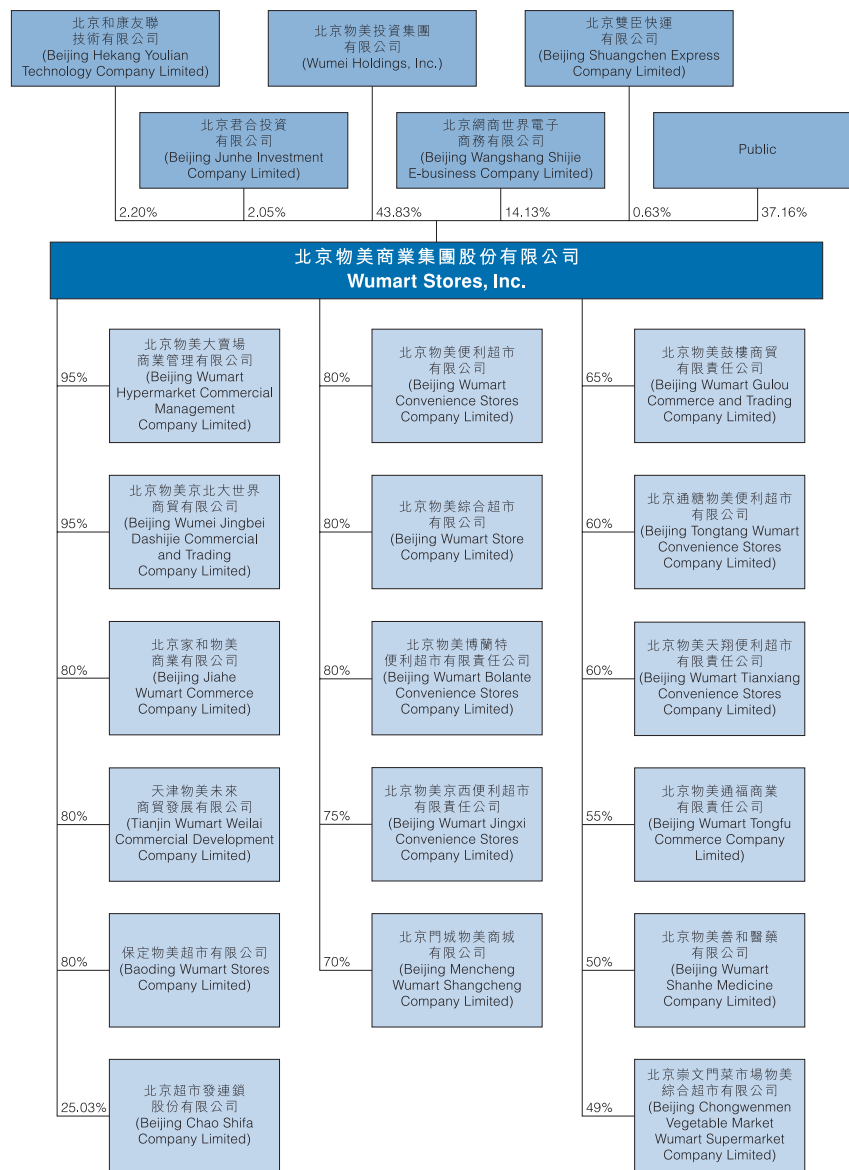 北京和康友聯
技術有限公司
(Beijing Hekang Youlian
Technology Company Limited)
北京物美投資集團
有限公司
(Wumei Holdings, Inc.)
北京雙臣快運
有限公司
(Beijing Shuangchen Express
Company Limited)
北京君合投資
有限公司
(Beijing Junhe Investment
Company Limited)
北京網商世界電子
商務有限公司
(Beijing Wangshang Shijie
E-business Company Limited)
Public
2.20%
2.05%
43.83%
14.13%
0.63%
37.16%
北京物美商業集團股份有限公司
Wumart Stores, Inc.
95%
北京物美大賣場
商業管理有限公司
(Beijing Wumart
Hypermarket Commercial
Management
Company Limited)
80%
北京物美便利超市
有限公司
(Beijing Wumart
Convenience Stores
Company Limited)
65%
北京物美鼓樓商貿
有限責任公司
(Beijing Wumart Gulou
Commerce and Trading
Company Limited)
95%
北京物美京北大世界
商貿有限公司
(Beijing Wumei Jingbei
Dashijie Commercial
and Trading
Company Limited)
80%
北京物美綜合超市
有限公司
(Beijing Wumart Store
Company Limited)
60%
北京通糖物美便利超市
有限公司
(Beijing Tongtang Wumart
Convenience Stores
Company Limited)
80%
北京家和物美
商業有限公司
(Beijing Jiahe
Wumart Commerce
Company Limited)
80%
北京物美博蘭特
便利超市有限責任公司
(Beijing Wumart Bolante
Convenience Stores
Company Limited)
60%
北京物美天翔便利超市
有限責任公司
(Beijing Wumart Tianxiang
Convenience Stores
Company Limited)
80%
天津物美未來
商貿發展有限公司
(Tianjin Wumart Weilai
Commercial Development
Company Limited)
75%
北京物美京西便利超市
有限責任公司
(Beijing Wumart Jingxi
Convenience Stores
Company Limited)
55%
北京物美通福商業
有限責任公司
(Beijing Wumart Tongfu
Commerce Company
Limited)
80%
保定物美超市有限公司
(Baoding Wumart Stores
Company Limited)
70%
北京門城物美商城
有限公司
(Beijing Mencheng
Wumart Shangcheng
Company Limited)
50%
北京物美善和醫藥
有限公司
(Beijing Wumart
Shanhe Medicine
Company Limited)
25.03%
北京超市發連鎖
股份有限公司
(Beijing Chao Shifa
Company Limited)
49%
北京崇文門菜市場物美
綜合超市有限公司
(Beijing Chongwenmen
Vegetable Market
Wumart Supermarket
Company Limited)